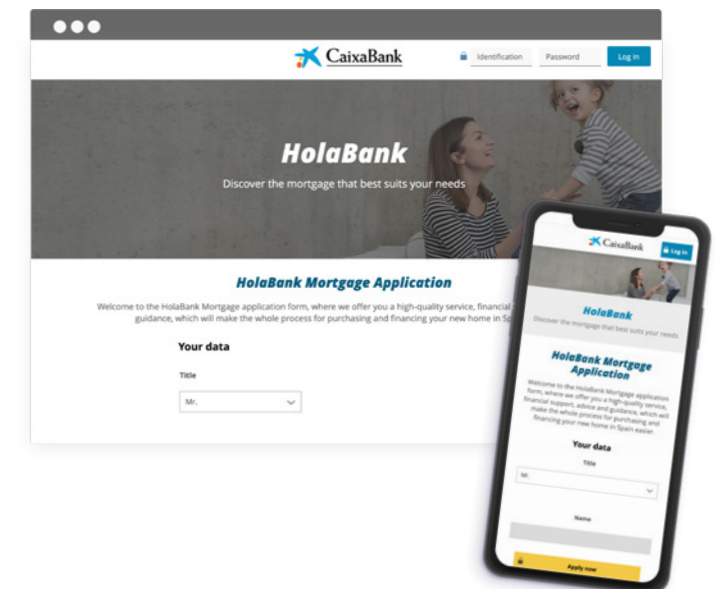 CaixaBank
Identification
Password
Log in
HolaBank
Discover the mortgage that best suits your needs
HolaBank Mortgage Application
Welcome to the HolaBank Mortgage application form, where we offer you a high-quality service, financial
guidance, which will make the whole process for purchasing and financing your new home in
Your data
Title
Mr.
CaixaBank
Log in
HolaBank
Discover the mortgage that best suits your needs
HolaBank Mortgage
Application
Welcome to the HolaBank Mortgage application
form, where we offer you a high-quality service,
financial support, advice and guidance, which will
make the whole process for purchasing and
financing your new home in Spain easier.
Your data
Title
Mr.
Name
Apply now